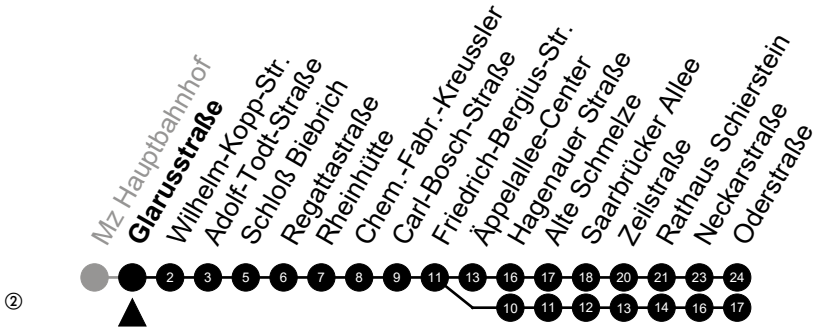 Mz Hauptbahnhof
Glarusstraße
Wilhelm-Kopp-Str.
Adolf-Todt-Straße
Schloß Biebrich
Regattastraße
Rheinhütte
Chem.-Fabr.-Kreussler
Carl-Bosch-Straße
Friedrich-Bergius-Str.
Äppelallee-Center
Hagenauer Straße
Alte Schmelze
Saarbrücker Allee
Zeilstraße
Rathaus Schierstein
Neckarstraße
Oderstraße
2 3 5 6 7 8 9 11 13 16 17 18 20 21 23 24
② 10 11 12 13 14 16 17